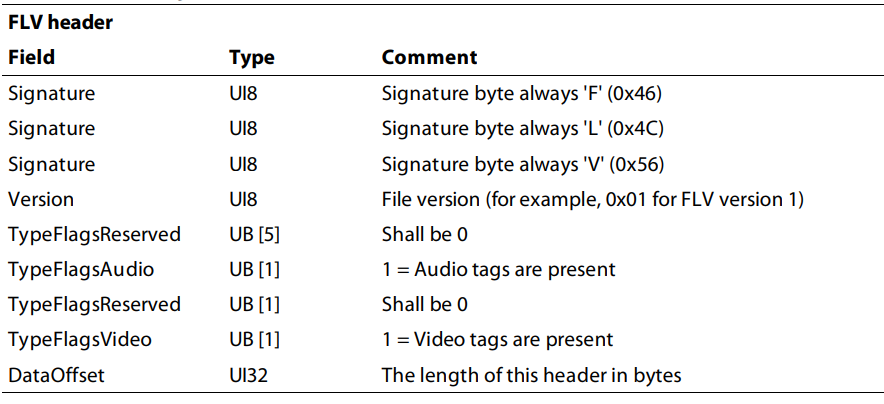 FLV header
Field Type Comment
Signature UI8 Signature byte always 'F' (0x46)
Signature UI8 Signature byte always 'L' (0x4C)
Signature UI8 Signature byte always 'V' (0x56)
Version UI8 File version (for example, 0x01 for FLV version 1)
TypeFlagsReserved UB [5] Shall be 0
TypeFlagsAudio UB [1] 1 = Audio tags are present
TypeFlagsReserved UB [1] Shall be 0
TypeFlagsVideo UB [1] 1 = Video tags are present
DataOffset UI32 The length of this header in bytes